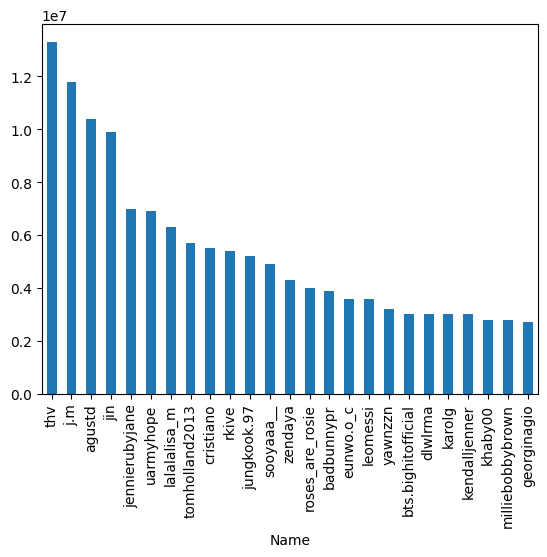 1e7
1.2
1.0
0.8
0.6
0.4
0.2
0.0
thv
j.m
agustd
jin
jennierubyjane
uarmyhope
lalalalisa_m
tomholland2013
cristiano
rkive
jungkook.97
sooyaaa__
zendaya
roses_are_rosie
badbunnypr
eunwo.o_c
leomessi
yawnzzn
bts.bighitofficial
dlwlrma
karolg
kendalljenner
khaby00
milliebobbybrown
georginagio
Name